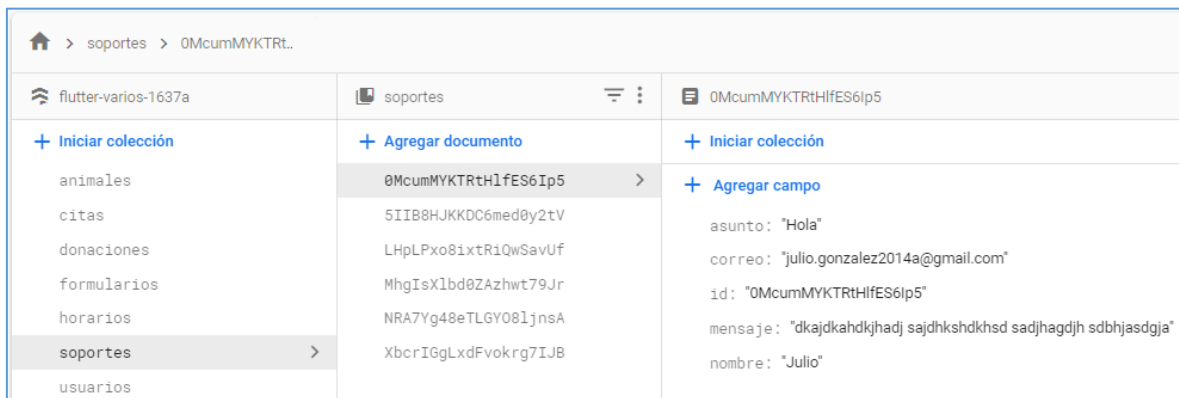 soportes > 0McumMYKTRt..
flutter-varios-1637a
+ Iniciar colección
animales
citas
donaciones
formularios
horarios
soportes >
usuarios
soportes
+ Agregar documento
0McumMYKTRtHlfES6Ip5 >
5IIB8HJKKDC6med0y2tV
LHpLPxo8ixtRiQwSavUf
MhgIsXlbd0ZAzhwt79Jr
NRA7Yg48eTLGYO8ljnsA
XbcrIGgLxdFvokrg7IJB
0McumMYKTRtHlfES6Ip5
+ Iniciar colección
+ Agregar campo
asunto: "Hola"
correo: "julio.gonzalez2014a@gmail.com"
id: "0McumMYKTRtHlfES6Ip5"
mensaje: "dkajdkahdkjhadj sajdhkshdkhsd sadjhagdjh sdbhjasdgja"
nombre: "Julio"